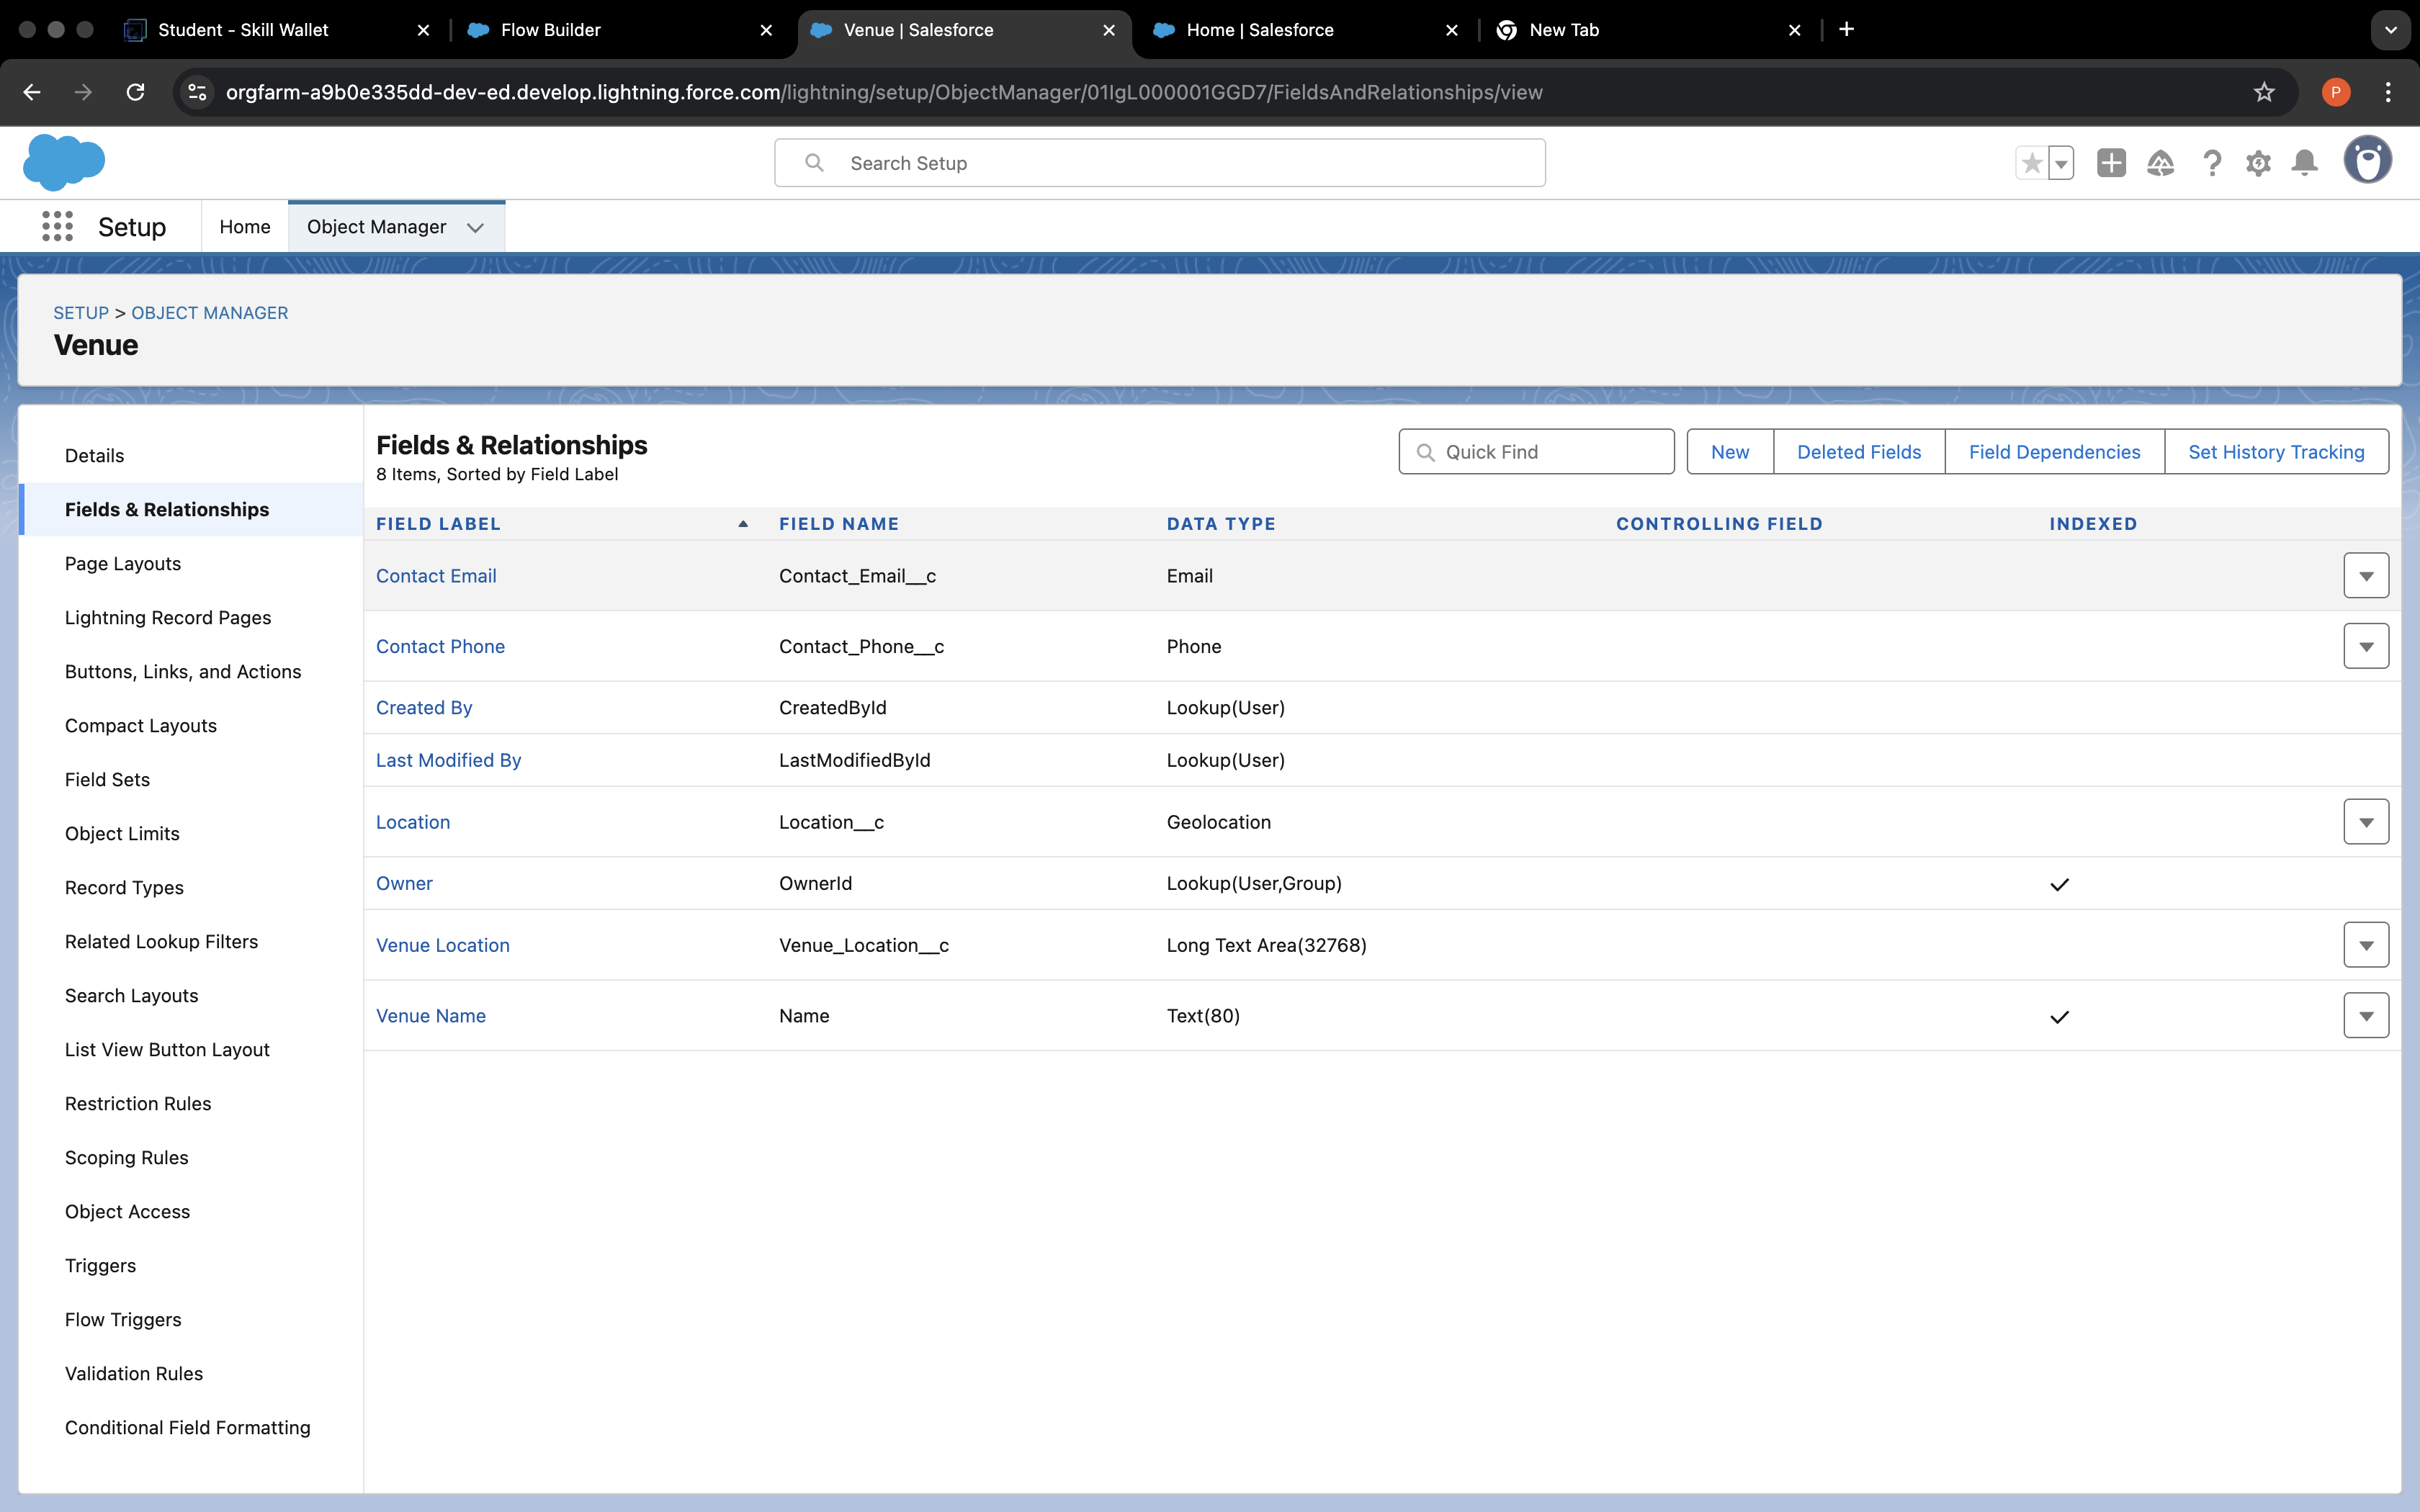 Student - Skill Wallet
Flow Builder
Venue | Salesforce
Home | Salesforce
New Tab
orgfarm-a9b0e335dd-dev-ed.develop.lightning.force.com/lightning/setup/ObjectManager/01IgL000001GGD7/FieldsAndRelationships/view
P
Search Setup
Setup
Home
Object Manager
SETUP > OBJECT MANAGER
Venue
Details
Fields & Relationships
Page Layouts
Lightning Record Pages
Buttons, Links, and Actions
Compact Layouts
Field Sets
Object Limits
Record Types
Related Lookup Filters
Search Layouts
List View Button Layout
Restriction Rules
Scoping Rules
Object Access
Triggers
Flow Triggers
Validation Rules
Conditional Field Formatting
Fields & Relationships
8 Items, Sorted by Field Label
Quick Find
New
Deleted Fields
Field Dependencies
Set History Tracking
FIELD LABEL FIELD NAME DATA TYPE CONTROLLING FIELD INDEXED
Contact Email Contact_Email__c Email
Contact Phone Contact_Phone__c Phone
Created By CreatedById Lookup(User)
Last Modified By LastModifiedById Lookup(User)
Location Location__c Geolocation
Owner OwnerId Lookup(User,Group)
Venue Location Venue_Location__c Long Text Area(32768)
Venue Name Name Text(80)